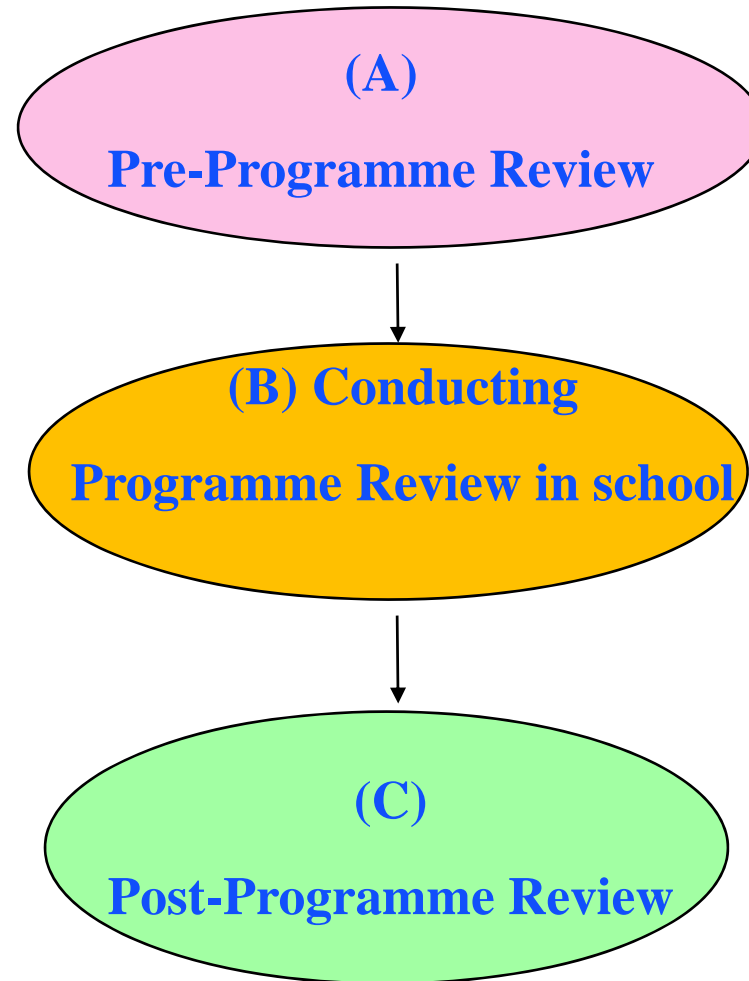 (A)
Pre-Programme Review
(B) Conducting
Programme Review in school
(C)
Post-Programme Review